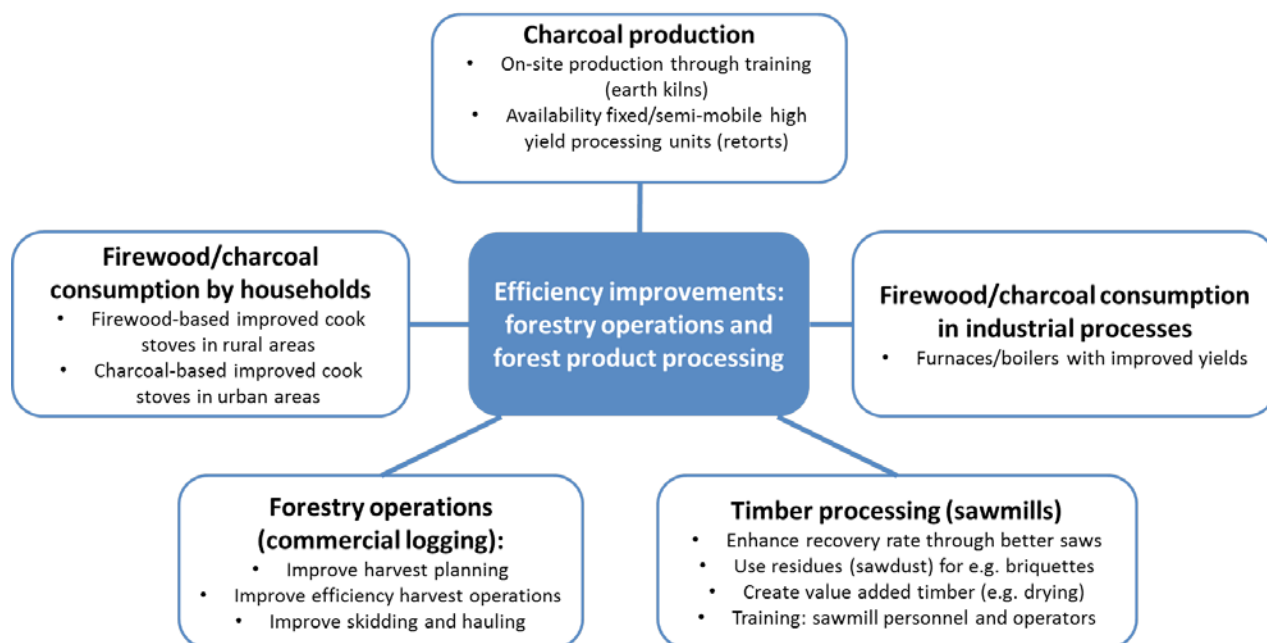 Charcoal production
• On-site production through training
(earth kilns)
• Availability fixed/semi-mobile high
yield processing units (retorts)
Firewood/charcoal
consumption by households
• Firewood-based improved cook
stoves in rural areas
• Charcoal-based improved cook
stoves in urban areas
Efficiency improvements:
forestry operations and
forest product processing
Firewood/charcoal consumption
in industrial processes
• Furnaces/boilers with improved yields
Forestry operations
(commercial logging):
• Improve harvest planning
• Improve efficiency harvest operations
• Improve skidding and hauling
Timber processing (sawmills)
• Enhance recovery rate through better saws
• Use residues (sawdust) for e.g. briquettes
• Create value added timber (e.g. drying)
• Training: sawmill personnel and operators